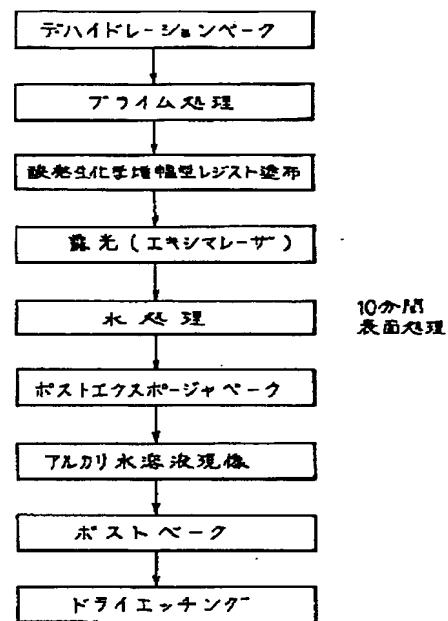 デハイドレーションベーク
プライム処理
酸発生化学増幅型レジスト塗布
露光(エキシマレーザ)
水処理
10分間
表面処理
ポストエクスポージャベーク
アルカリ水溶液現像
ポストベーク
ドライエッチング